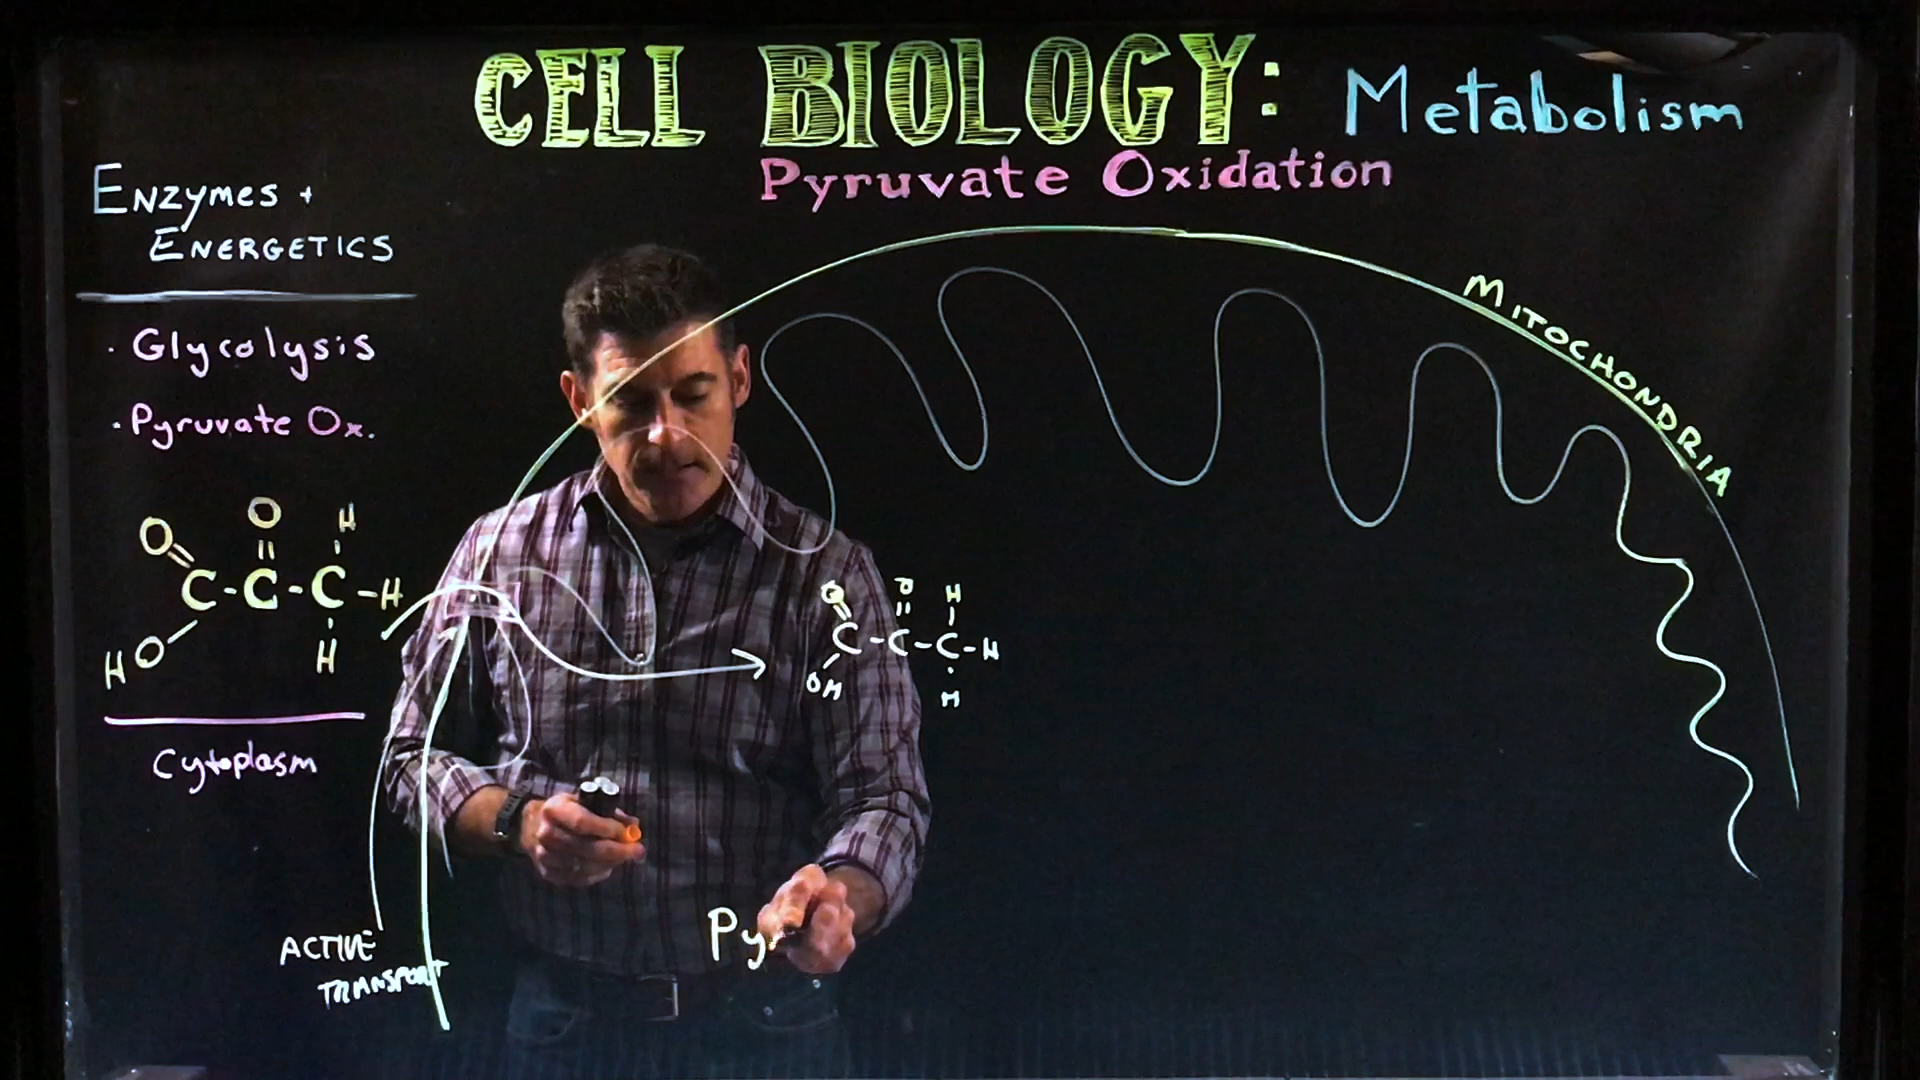 CELL BIOLOGY: Metabolism
Pyruvate Oxidation
ENZYMES +
ENERGETICS
· Glycolysis
· Pyruvate Ox.
MITOCHONDRIA
O O H
C-C-C-H
HO H
O O H
C-C-C-H
OH H
Cytoplasm
ACTIVE
TRANSPORT
Py